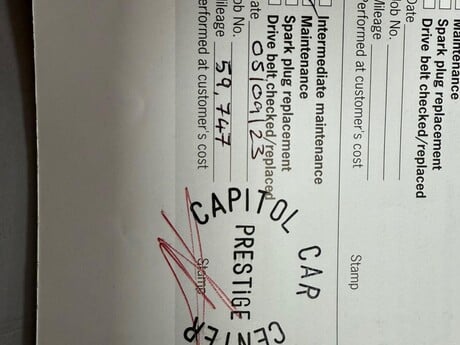 Maintenance
Spark plug replacement
Drive belt checked/replaced
Date
Job No.
Mileage
Performed at customer's cost
Stamp
Intermediate maintenance
Maintenance
Spark plug replacement
Drive belt checked/replaced
Date 05/09/23
Job No.
Mileage 59,747
Performed at customer's cost
Stamp
CAPITOL CAR
PRESTIGE
CENTER